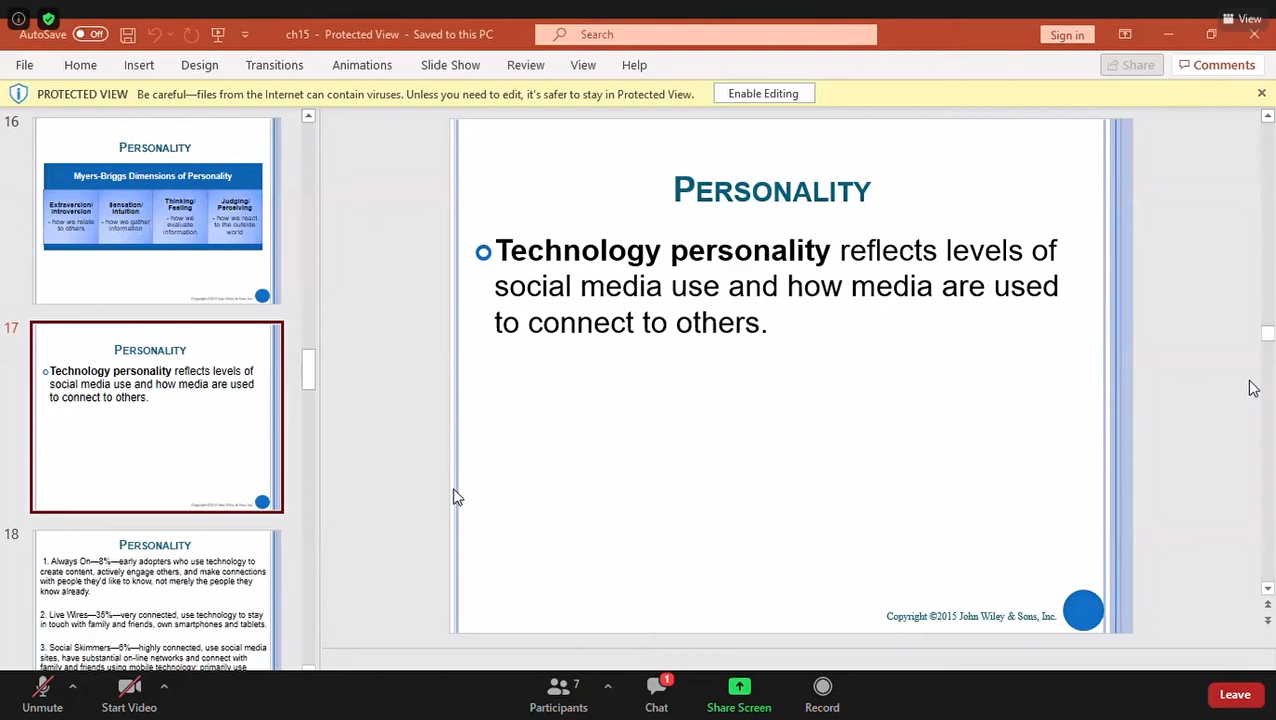 View
AutoSave Off
ch15 - Protected View - Saved to this PC
Search
Sign in
File Home Insert Design Transitions Animations Slide Show Review View Help
Share Comments
PROTECTED VIEW Be careful—files from the Internet can contain viruses. Unless you need to edit, it's safer to stay in Protected View. Enable Editing
16
PERSONALITY
Myers-Briggs Dimensions of Personality
Extraversion/
Introversion
- how we relate
to others
Sensation/
Intuition
- how we gather
information
Thinking/
Feeling
- how we
evaluate
information
Judging/
Perceiving
- how we react
to the outside
world
Copyright ©2015 John Wiley & Sons, Inc.
17
PERSONALITY
Technology personality reflects levels of
social media use and how media are used
to connect to others.
Copyright ©2015 John Wiley & Sons, Inc.
18
PERSONALITY
1. Always On—8%—early adopters who use technology to
create content, actively engage others, and make connections
with people they'd like to know, not merely the people they
know already.
2. Live Wires—35%—very connected, use technology to stay
in touch with family and friends, own smartphones and tablets.
3. Social Skimmers—6%—highly connected, use social media
sites, have substantial on-line networks and connect with
family and friends using mobile technology; primarily use
PERSONALITY
Technology personality reflects levels of
social media use and how media are used
to connect to others.
Copyright ©2015 John Wiley & Sons, Inc.
Unmute
Start Video
7
Participants
1
Chat
Share Screen
Record
Leave